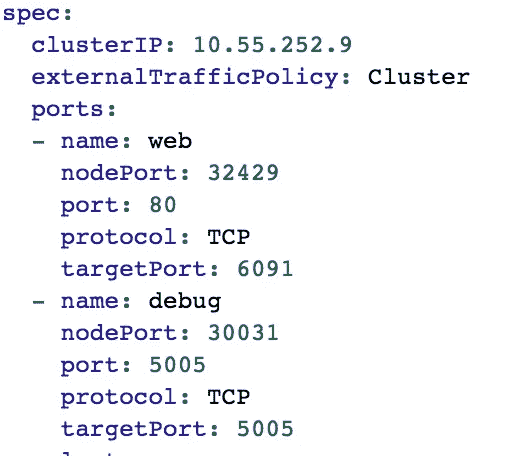 spec:
  clusterIP: 10.55.252.9
  externalTrafficPolicy: Cluster
  ports:
  - name: web
    nodePort: 32429
    port: 80
    protocol: TCP
    targetPort: 6091
  - name: debug
    nodePort: 30031
    port: 5005
    protocol: TCP
    targetPort: 5005